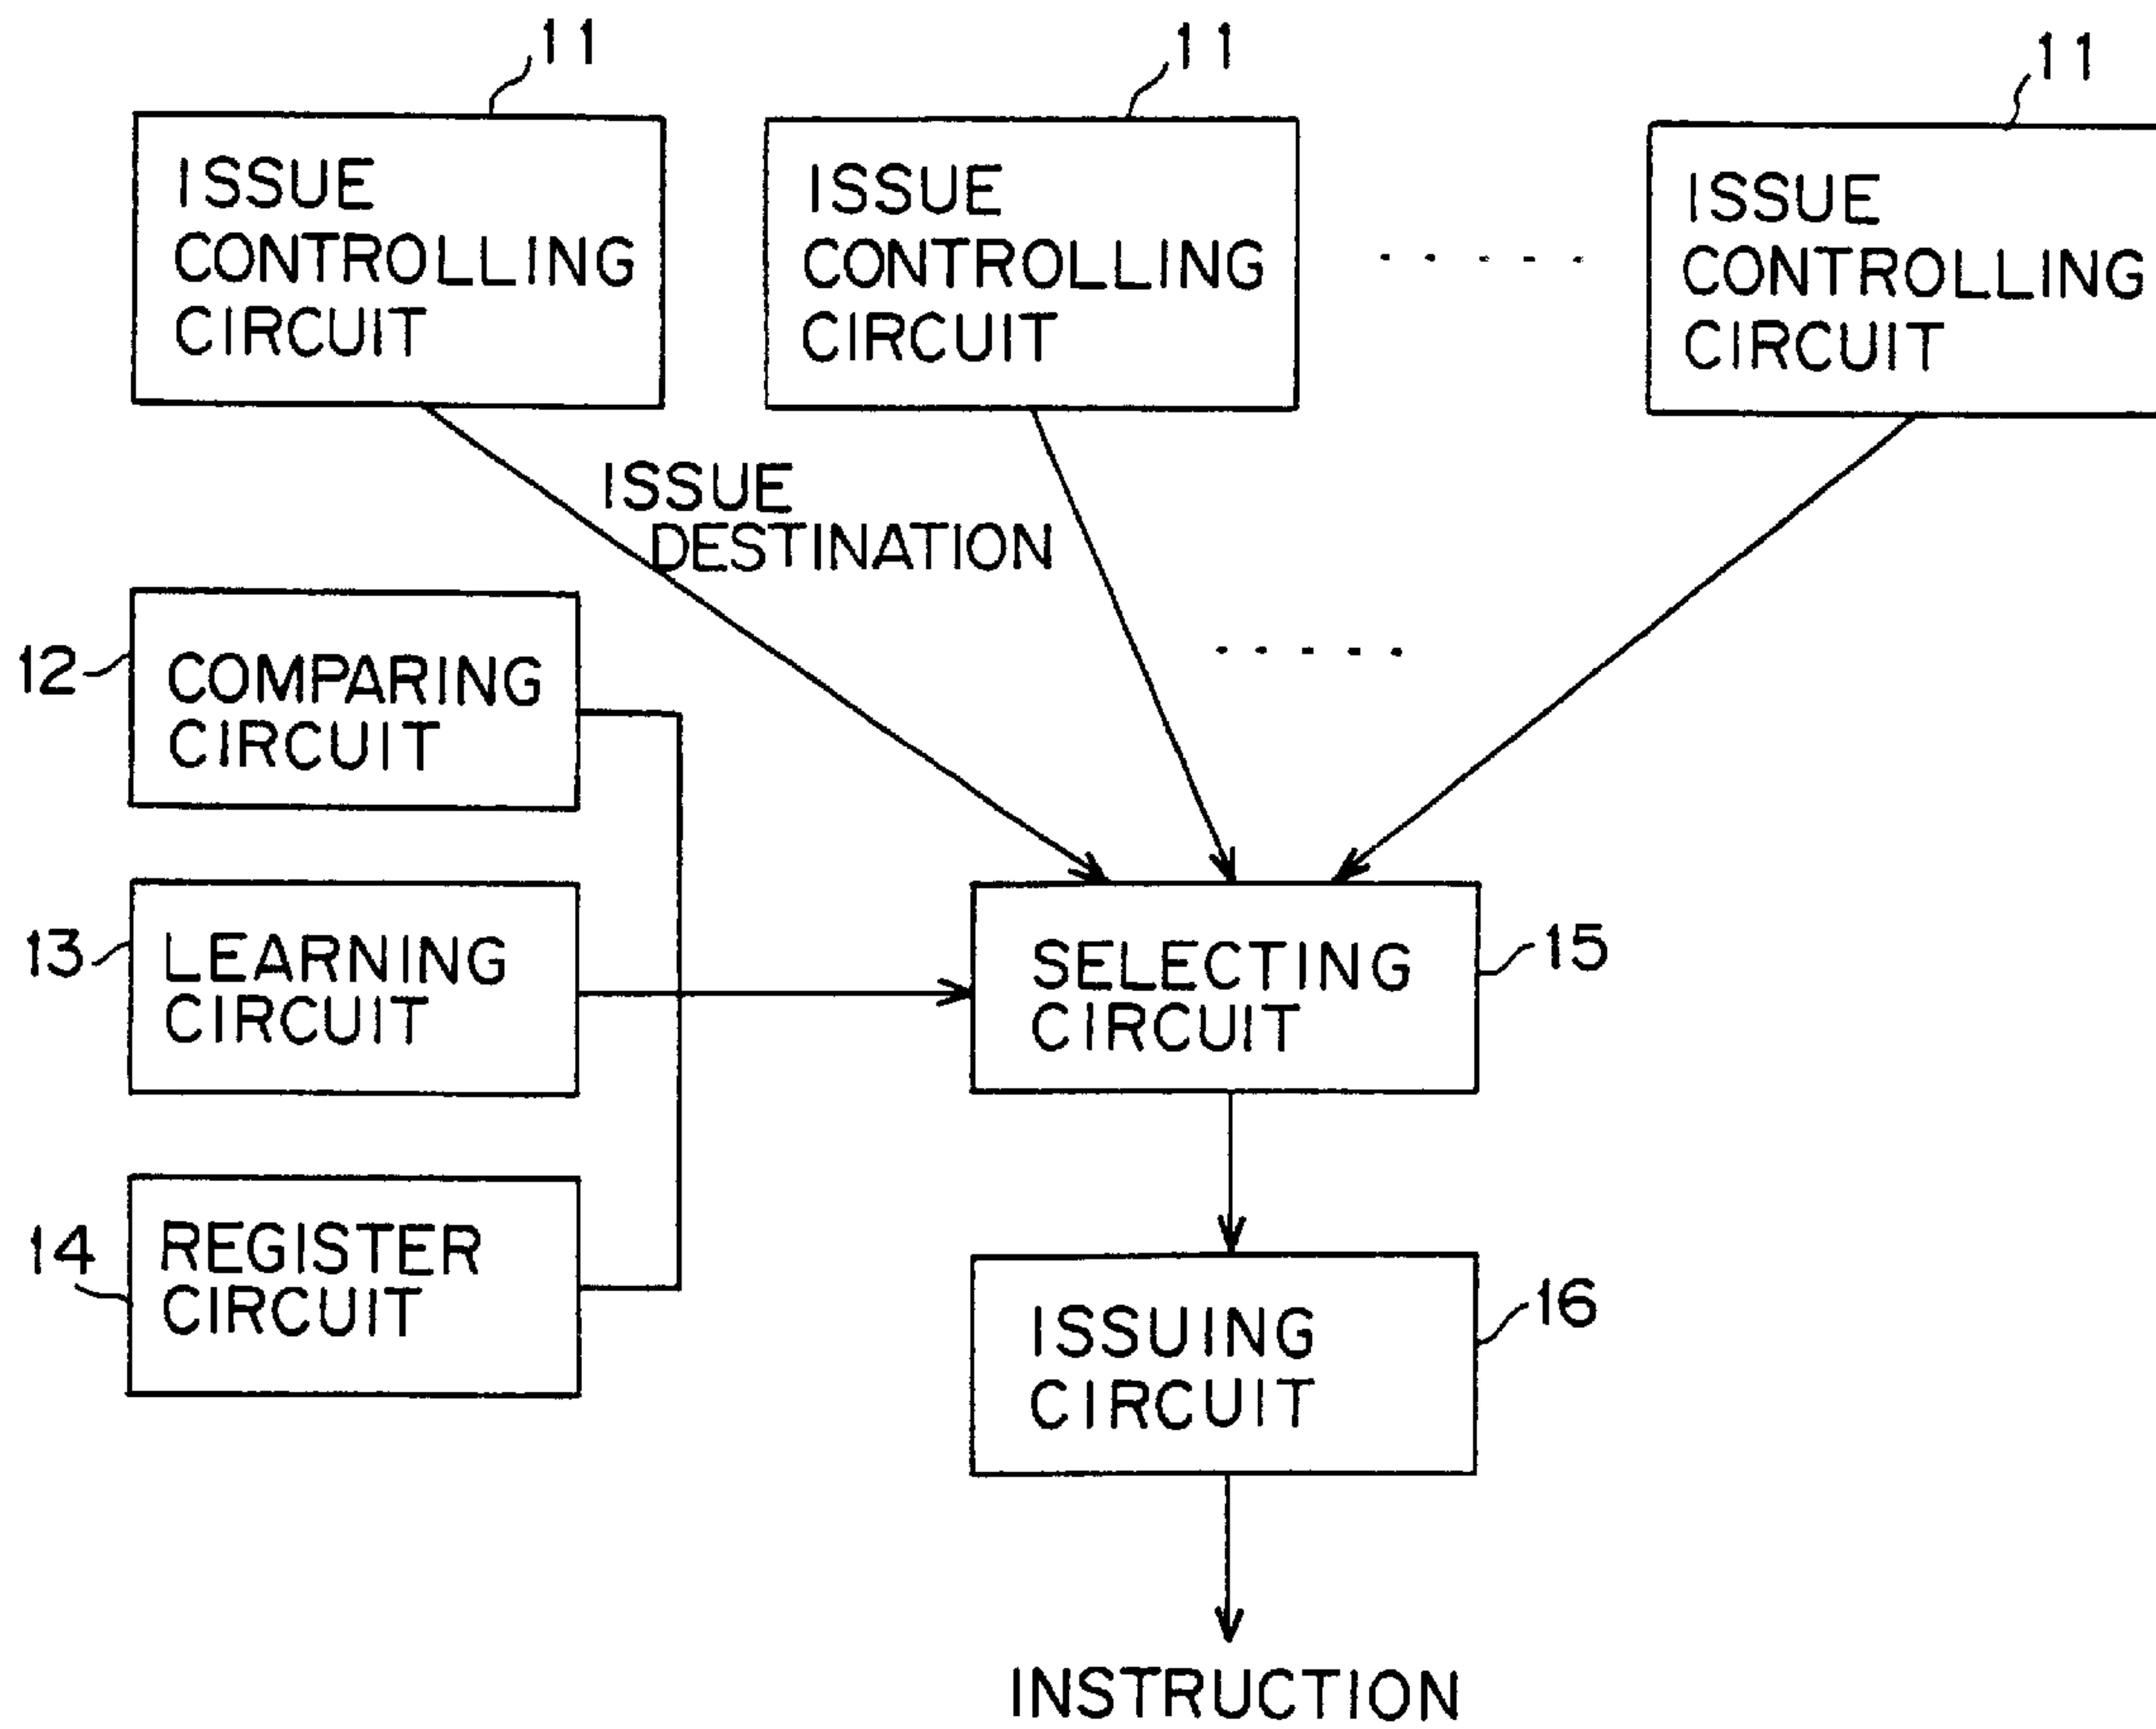 11
11
11
ISSUE
CONTROLLING
CIRCUIT
ISSUE
CONTROLLING
CIRCUIT
. . . . .
ISSUE
CONTROLLING
CIRCUIT
ISSUE
DESTINATION
. . . . .
12
COMPARING
CIRCUIT
13
LEARNING
CIRCUIT
SELECTING
CIRCUIT
15
14
REGISTER
CIRCUIT
ISSUING
CIRCUIT
16
INSTRUCTION